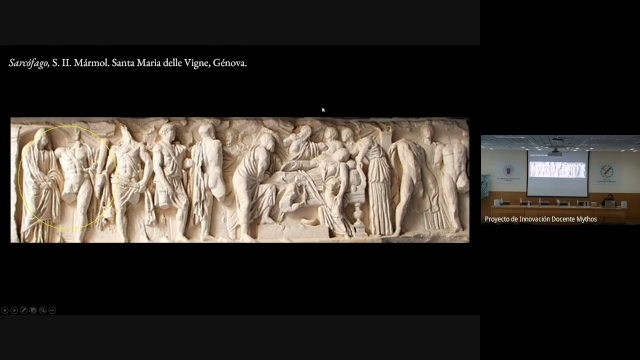 Sarcófago, S. II. Mármol. Santa Maria delle Vigne, Génova.
Proyecto de Innovación Docente Mythos